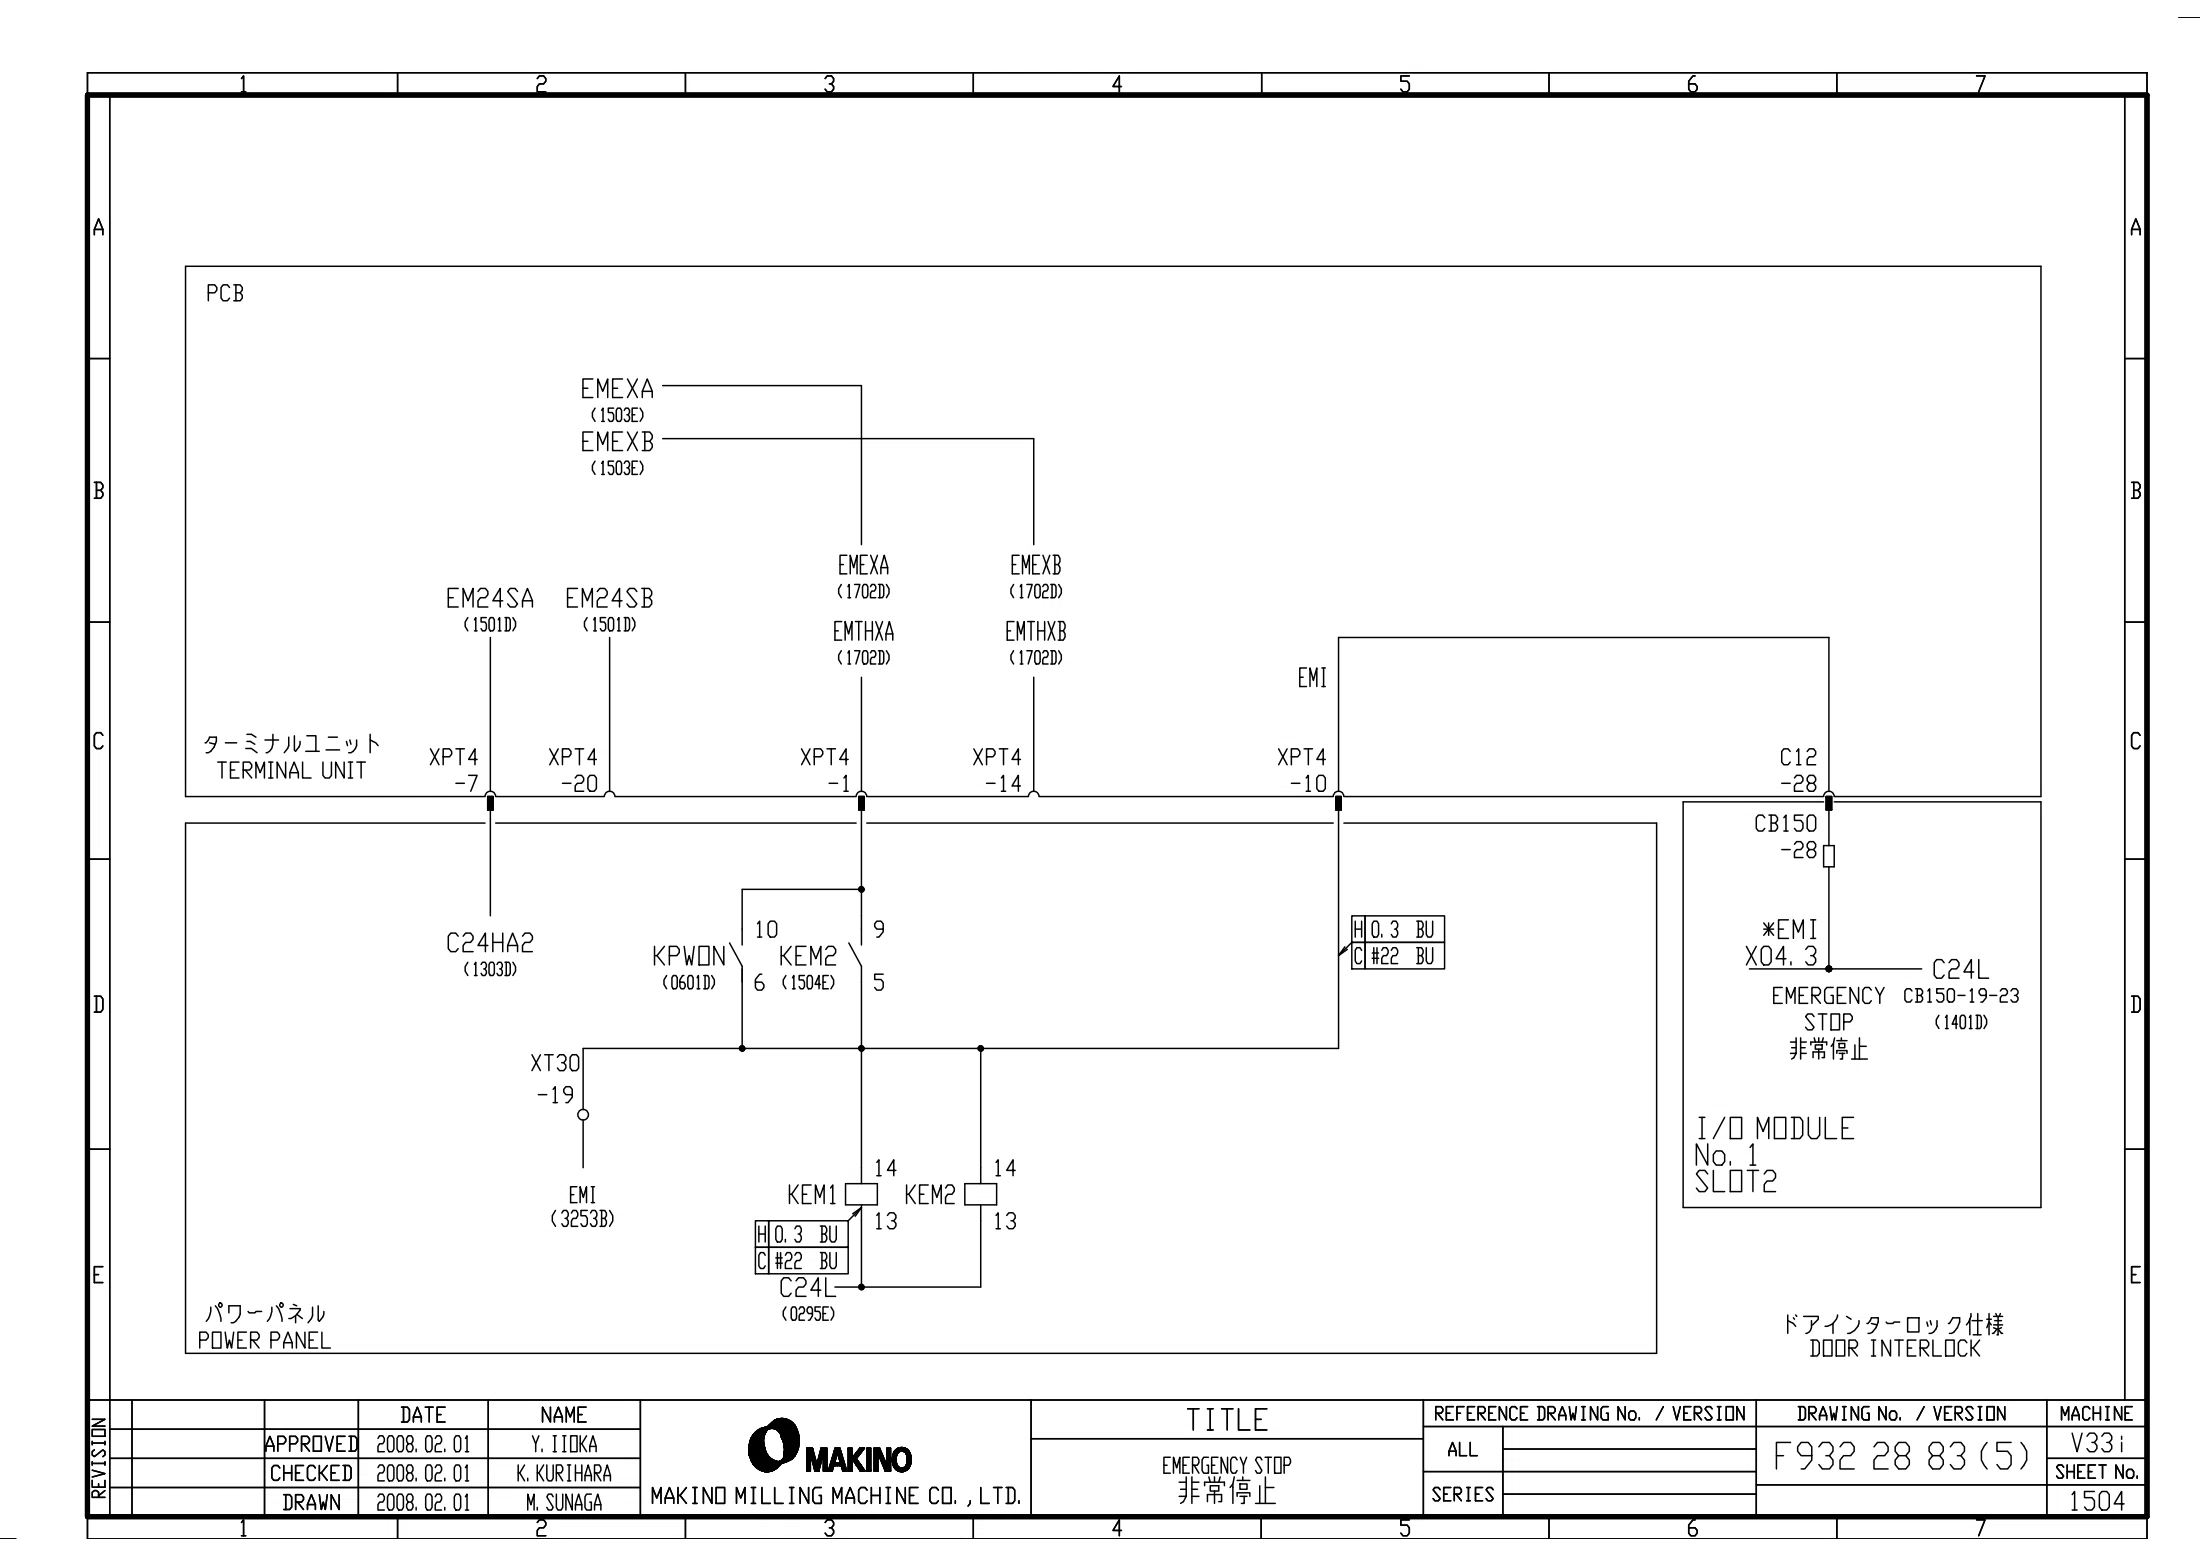 1 2 3 4 5 6 7
A A
PCB
EMEXA
(1503E)
EMEXB
(1503E)
B B
EMEXA EMEXB
(1702D) (1702D)
EM24SA EM24SB
(1501D) (1501D)
EMTHXA EMTHXB
(1702D) (1702D)
EMI
C C
ターミナルユニット
TERMINAL UNIT
XPT4 XPT4 XPT4 XPT4 XPT4 C12
-7 -20 -1 -14 -10 -28
CB150
-28
C24HA2
(1303D)
10 9
KPWON KEM2
(0601D) (1504E)
6 5
H 0.3 BU
C #22 BU
*EMI
X04.3
C24L
EMERGENCY CB150-19-23
STOP (1401D)
非常停止
D D
XT30
-19
I/O MODULE
No. 1
SLOT2
14 14
EMI KEM1 KEM2
(3253B)
13 13
H 0.3 BU
C #22 BU
C24L
(0295E)
E E
パワーパネル
POWER PANEL
ドアインターロック仕様
DOOR INTERLOCK
REVISION
DATE NAME
APPROVED 2008.02.01 Y. IIOKA
CHECKED 2008.02.01 K. KURIHARA
DRAWN 2008.02.01 M. SUNAGA
MAKINO
MAKINO MILLING MACHINE CO.,LTD.
TITLE
EMERGENCY STOP
非常停止
REFERENCE DRAWING No. / VERSION
ALL
SERIES
DRAWING No. / VERSION
F932 28 83(5)
MACHINE
V33i
SHEET No.
1504
1 2 3 4 5 6 7